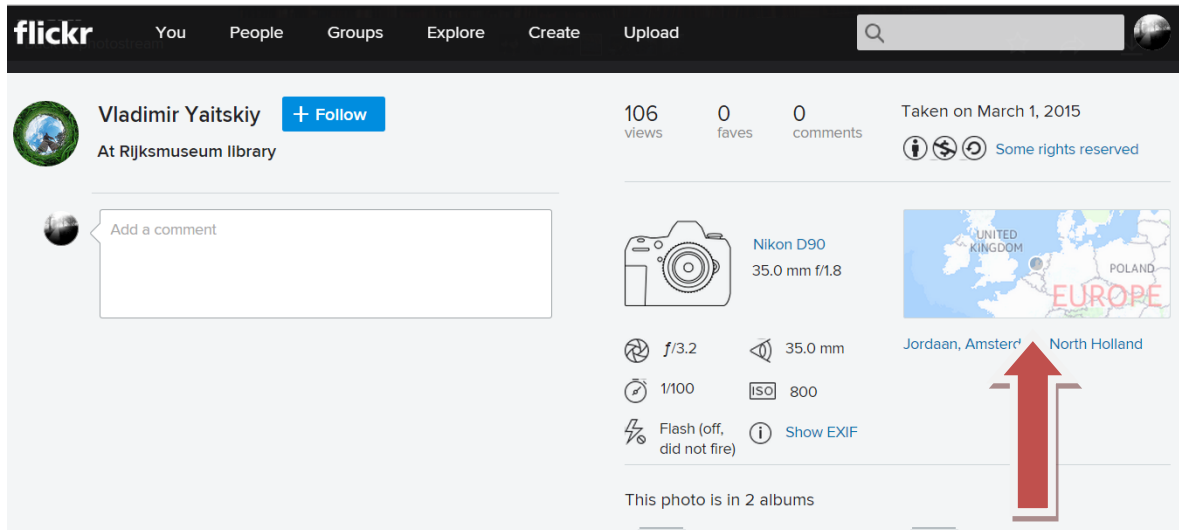 flickr You People Groups Explore Create Upload
Vladimir Yaitskiy + Follow
At Rijksmuseum library
Add a comment
106 0 0
views faves comments
Taken on March 1, 2015
Some rights reserved
Nikon D90
35.0 mm f/1.8
UNITED
KINGDOM
POLAND
EUROPE
ƒ/3.2 35.0 mm
1/100 ISO 800
Flash (off,
did not fire)
Show EXIF
Jordaan, Amsterd North Holland
This photo is in 2 albums